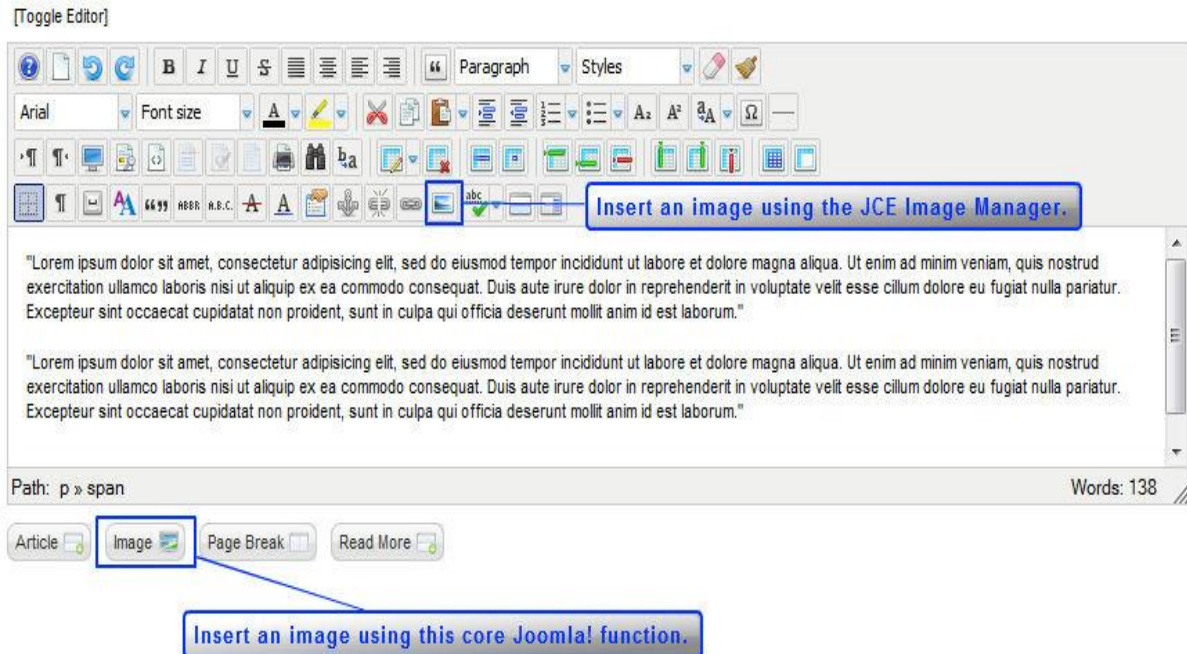 [Toggle Editor]
B I U S “ Paragraph Styles
Arial Font size A A₂ A² ªA Ω —
¶ ¶ b,a
¶ A “” ABBR A.B.C. A A abc
Insert an image using the JCE Image Manager.
"Lorem ipsum dolor sit amet, consectetur adipisicing elit, sed do eiusmod tempor incididunt ut labore et dolore magna aliqua. Ut enim ad minim veniam, quis nostrud
exercitation ullamco laboris nisi ut aliquip ex ea commodo consequat. Duis aute irure dolor in reprehenderit in voluptate velit esse cillum dolore eu fugiat nulla pariatur.
Excepteur sint occaecat cupidatat non proident, sunt in culpa qui officia deserunt mollit anim id est laborum."
"Lorem ipsum dolor sit amet, consectetur adipisicing elit, sed do eiusmod tempor incididunt ut labore et dolore magna aliqua. Ut enim ad minim veniam, quis nostrud
exercitation ullamco laboris nisi ut aliquip ex ea commodo consequat. Duis aute irure dolor in reprehenderit in voluptate velit esse cillum dolore eu fugiat nulla pariatur.
Excepteur sint occaecat cupidatat non proident, sunt in culpa qui officia deserunt mollit anim id est laborum."
Path: p » span Words: 138
Article Image Page Break Read More
Insert an image using this core Joomla! function.